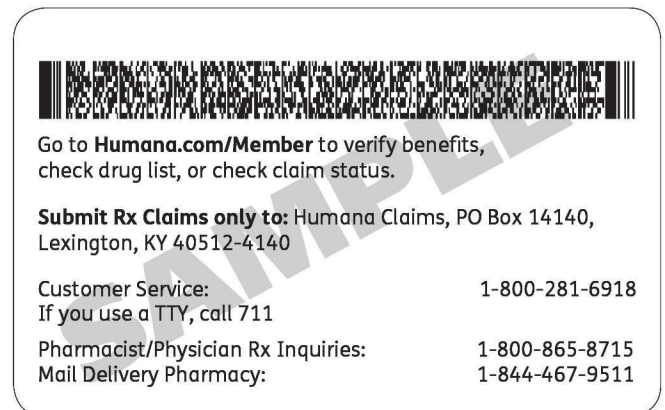 Go to Humana.com/Member to verify benefits,
check drug list, or check claim status.
Submit Rx Claims only to: Humana Claims, PO Box 14140,
Lexington, KY 40512-4140
Customer Service: 1-800-281-6918
If you use a TTY, call 711
Pharmacist/Physician Rx Inquiries: 1-800-865-8715
Mail Delivery Pharmacy: 1-844-467-9511
SAMPLE